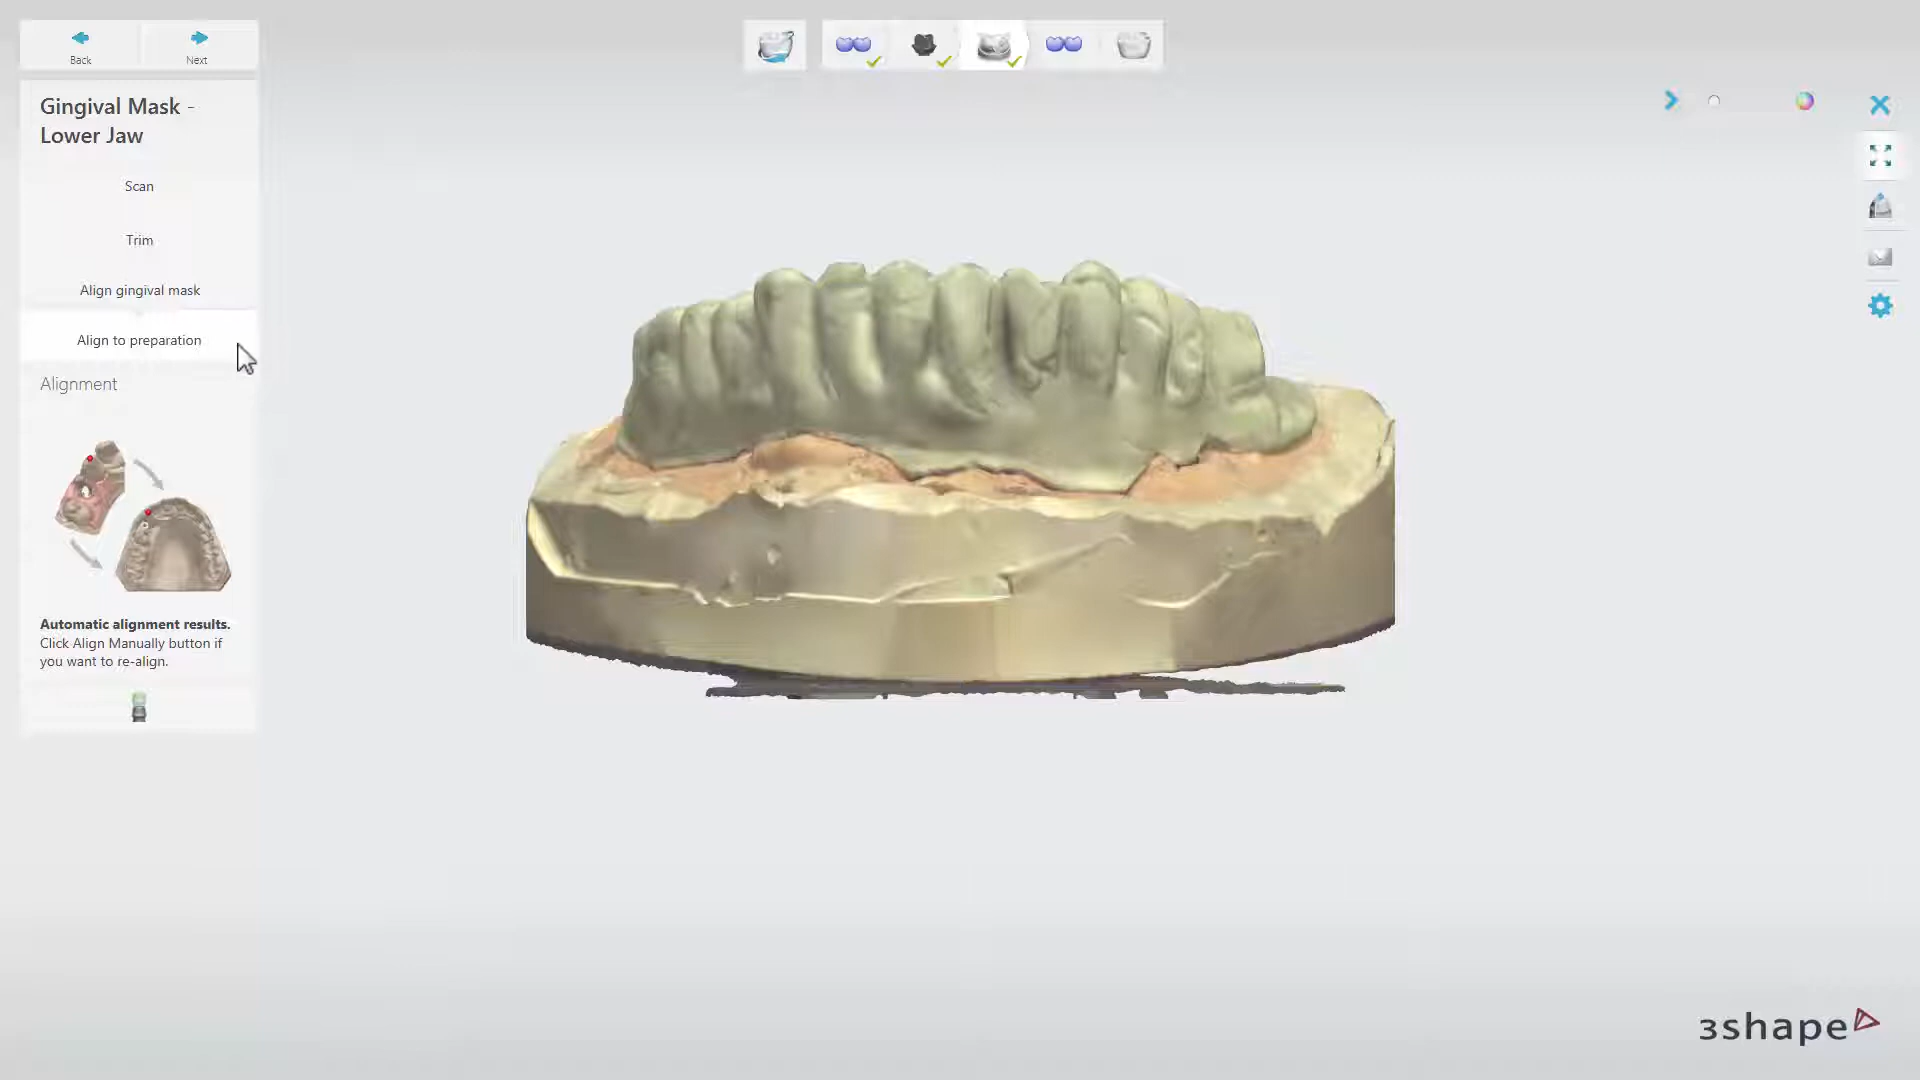 Back
Next
Gingival Mask -
Lower Jaw
Scan
Trim
Align gingival mask
Align to preparation
Alignment
Automatic alignment results.
Click Align Manually button if
you want to re-align.
3shape